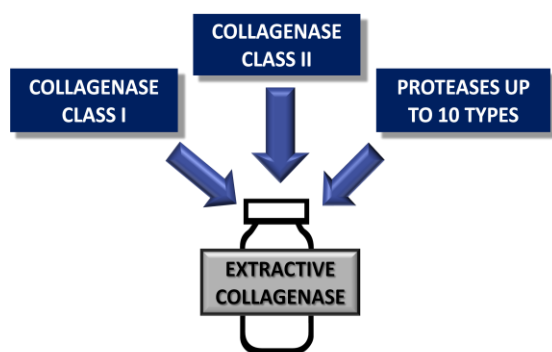 COLLAGENASE
CLASS I
COLLAGENASE
CLASS II
PROTEASES UP
TO 10 TYPES
EXTRACTIVE
COLLAGENASE